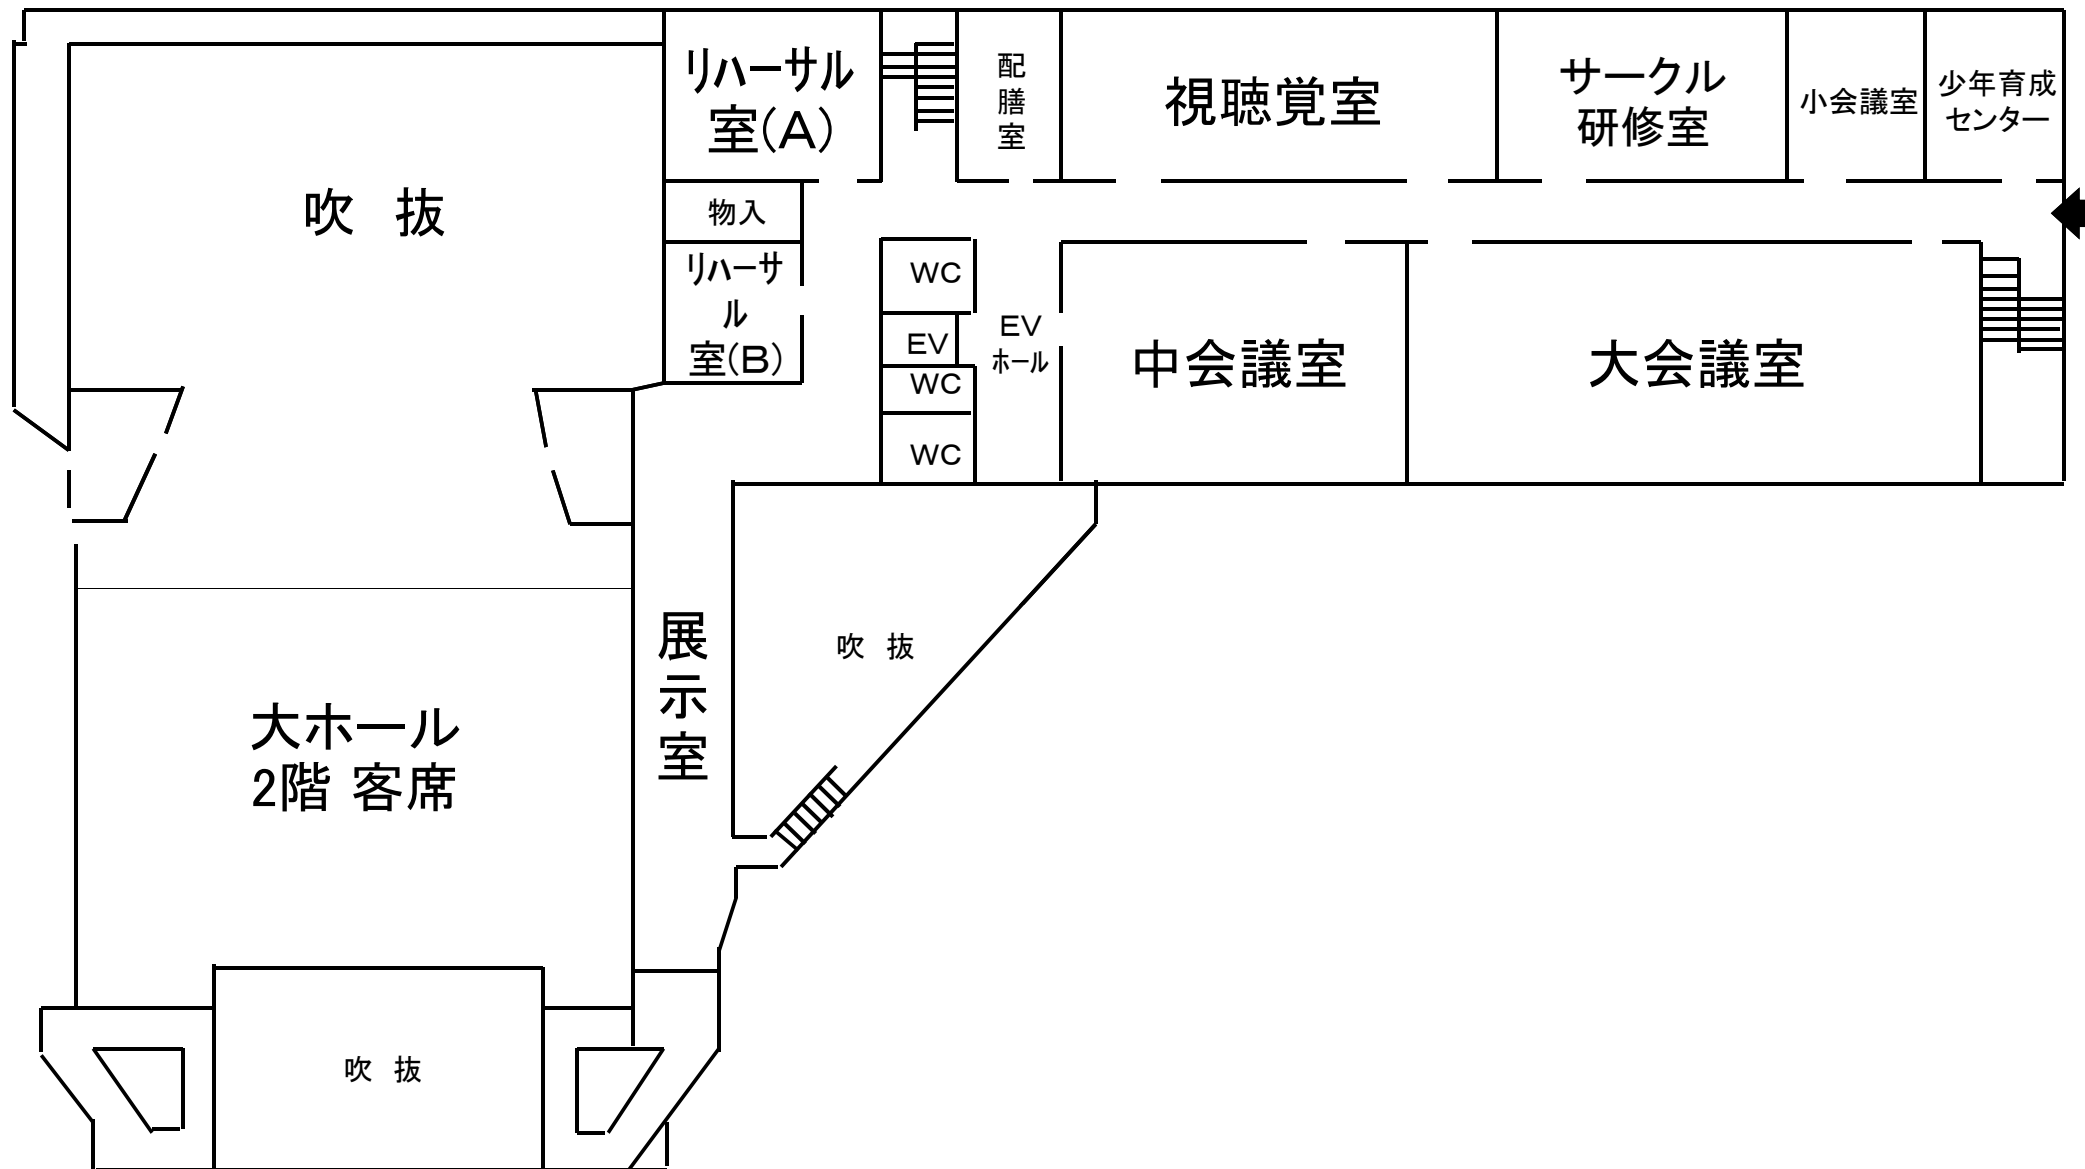 リハーサル
室(A)
配
膳
室
視聴覚室
サークル
研修室
小会議室
少年育成
センター
吹 抜
物入
リハーサ
ル
室(B)
WC
EV
WC
WC
EV
ホール
中会議室
大会議室
展
示
室
吹 抜
大ホール
2階 客席
吹 抜